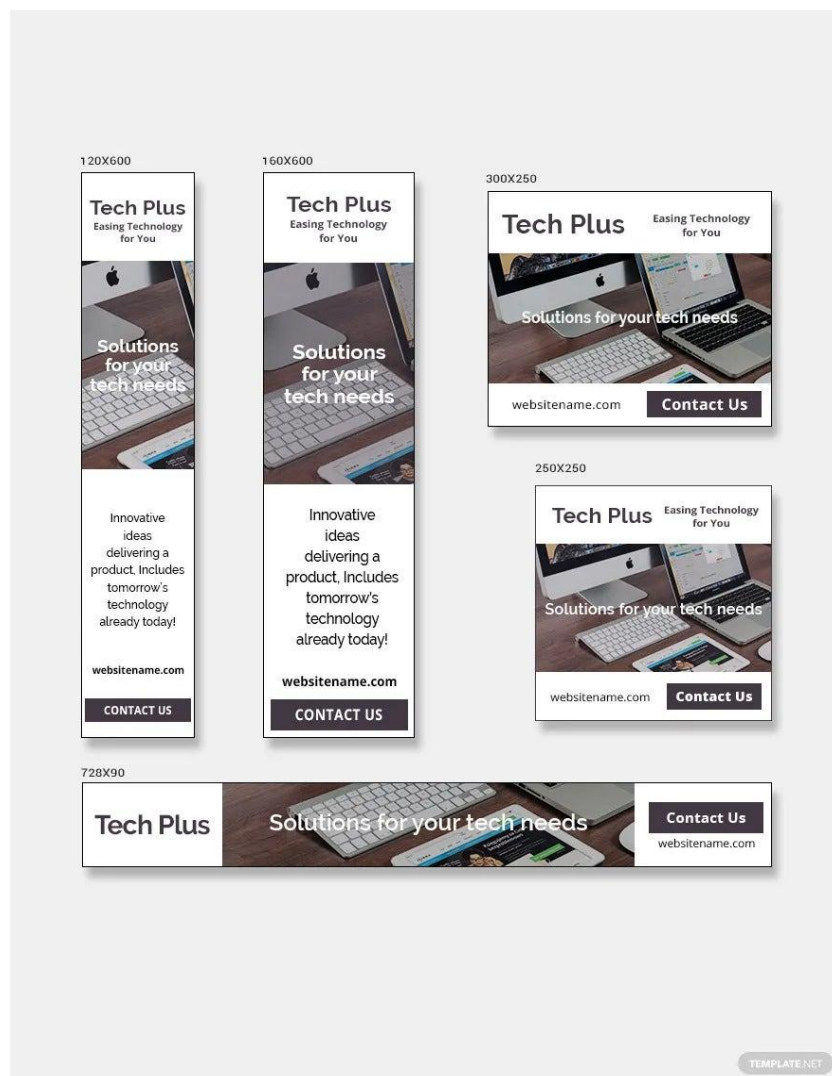 120X600
Tech Plus
Easing Technology
for You
Solutions
for your
tech needs
Innovative
ideas
delivering a
product, Includes
tomorrow's
technology
already today!
websitename.com
CONTACT US
160X600
Tech Plus
Easing Technology
for You
Solutions
for your
tech needs
Innovative
ideas
delivering a
product, Includes
tomorrow's
technology
already today!
websitename.com
CONTACT US
300X250
Tech Plus
Easing Technology
for You
Solutions for your tech needs
websitename.com
Contact Us
250X250
Tech Plus
Easing Technology
for You
Solutions for your tech needs
websitename.com
Contact Us
728X90
Tech Plus
Solutions for your tech needs
Contact Us
websitename.com
TEMPLATE.NET